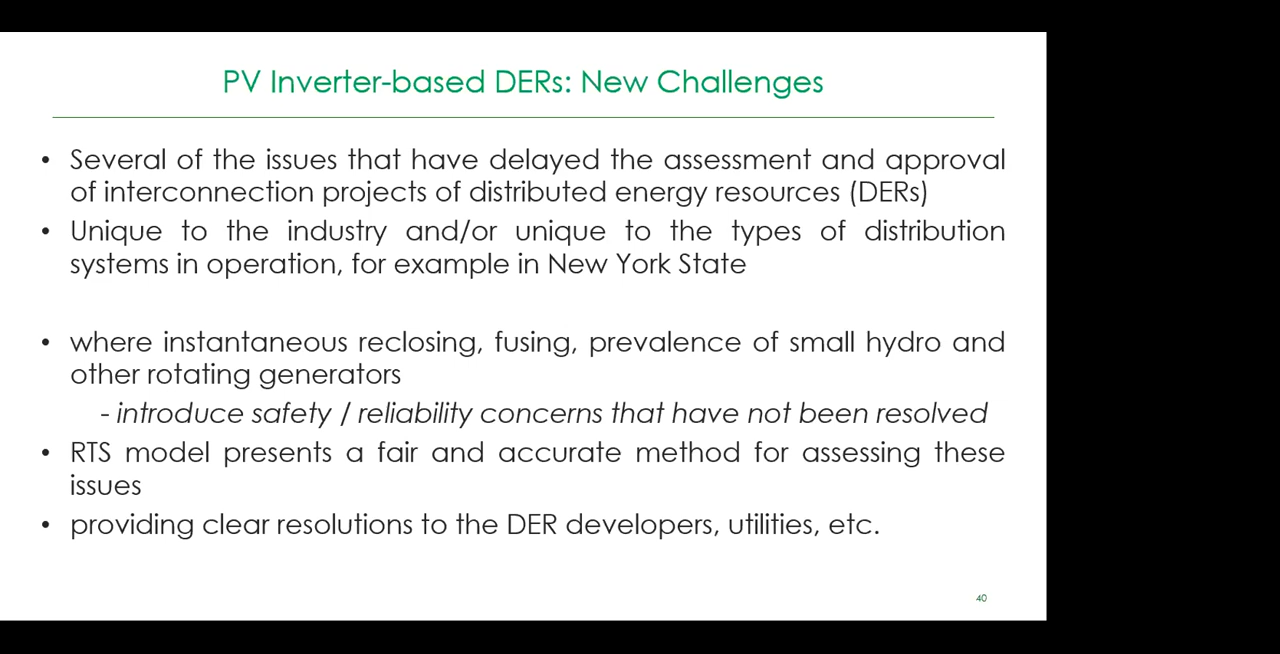 PV Inverter-based DERs: New Challenges
• Several of the issues that have delayed the assessment and approval
of interconnection projects of distributed energy resources (DERs)
• Unique to the industry and/or unique to the types of distribution
systems in operation, for example in New York State
• where instantaneous reclosing, fusing, prevalence of small hydro and
other rotating generators
- introduce safety / reliability concerns that have not been resolved
• RTS model presents a fair and accurate method for assessing these
issues
• providing clear resolutions to the DER developers, utilities, etc.
40